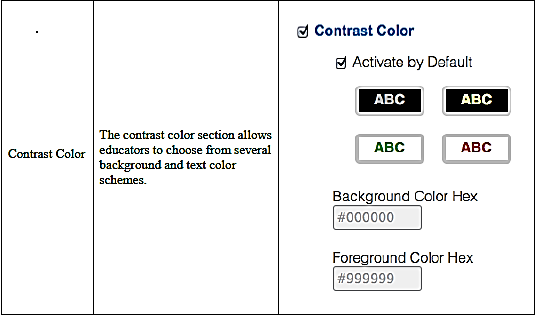 Contrast Color
The contrast color section allows
educators to choose from several
background and text color
schemes.
Contrast Color
Activate by Default
ABC
ABC
ABC
ABC
Background Color Hex
#000000
Foreground Color Hex
#999999